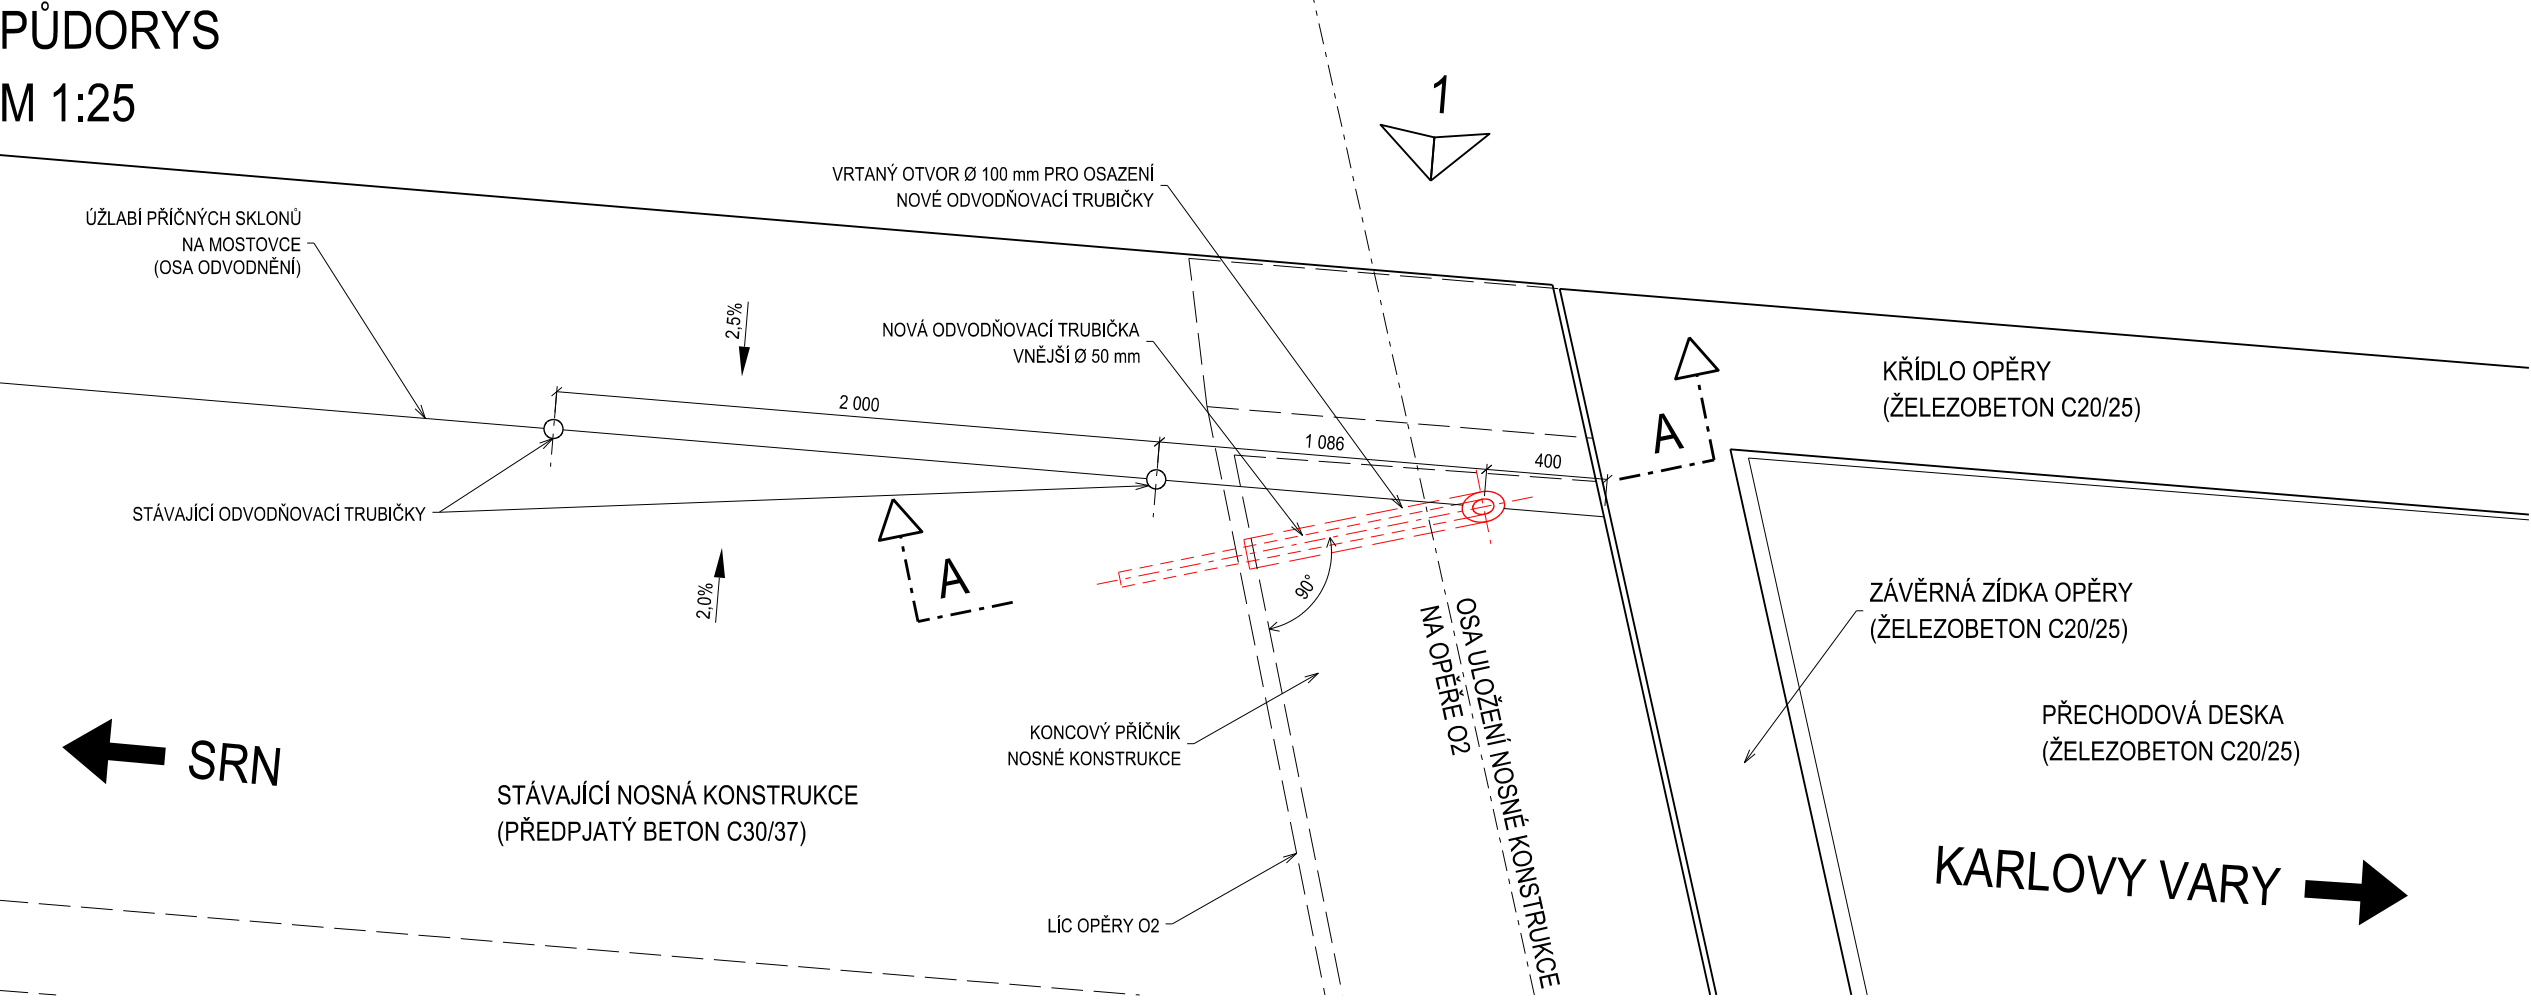 PŮDORYS
M 1:25
1
VRTANÝ OTVOR Ø 100 mm PRO OSAZENÍ
NOVÉ ODVODŇOVACÍ TRUBIČKY
ÚŽLABÍ PŘÍČNÝCH SKLONŮ
NA MOSTOVCE
(OSA ODVODNĚNÍ)
2,5%
NOVÁ ODVODŇOVACÍ TRUBIČKA
VNĚJŠÍ Ø 50 mm
KŘÍDLO OPĚRY
(ŽELEZOBETON C20/25)
2 000
1 086
400
A
STÁVAJÍCÍ ODVODŇOVACÍ TRUBIČKY
A
90°
2,0%
ZÁVĚRNÁ ZÍDKA OPĚRY
(ŽELEZOBETON C20/25)
OSA ULOŽENÍ NOSNÉ KONSTRUKCE
NA OPĚŘE O2
KONCOVÝ PŘÍČNÍK
NOSNÉ KONSTRUKCE
PŘECHODOVÁ DESKA
(ŽELEZOBETON C20/25)
SRN
STÁVAJÍCÍ NOSNÁ KONSTRUKCE
(PŘEDPJATÝ BETON C30/37)
KARLOVY VARY
LÍC OPĚRY O2